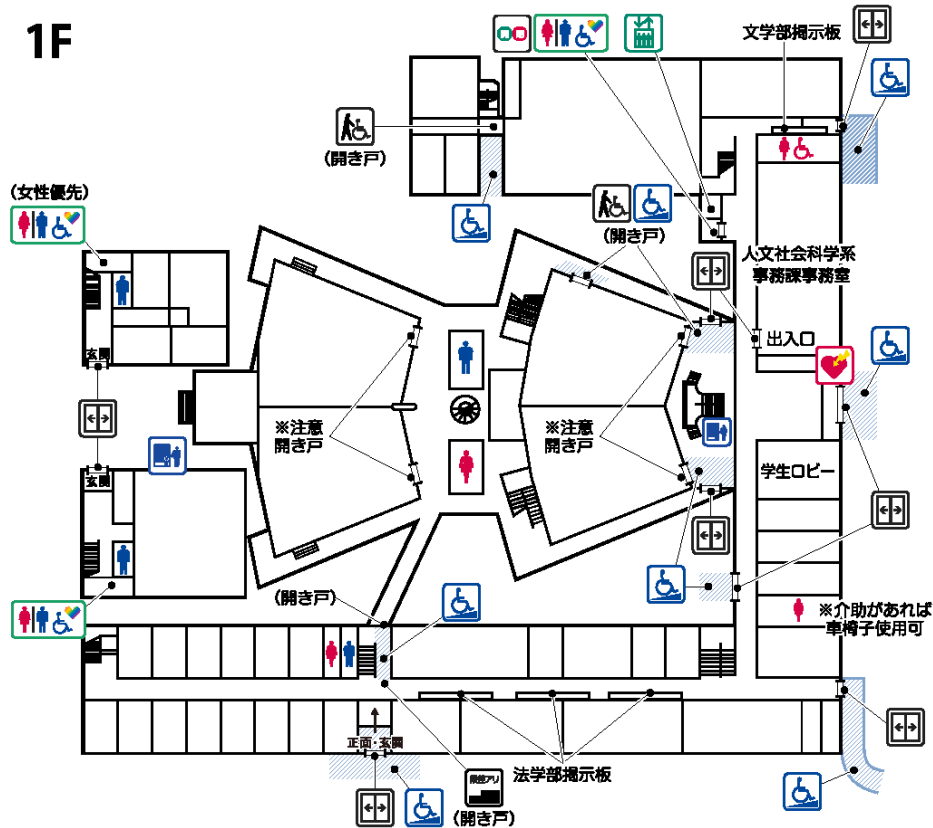 1F
文学部掲示板
(開き戸)
(女性優先)
(開き戸)
人文社会科学系
事務課事務室
出入口
玄関
※注意
開き戸
※注意
開き戸
学生ロビー
玄関
(開き戸)
※介助があれば
車椅子使用可
正面・玄関
法学部掲示板
段差アリ
(開き戸)